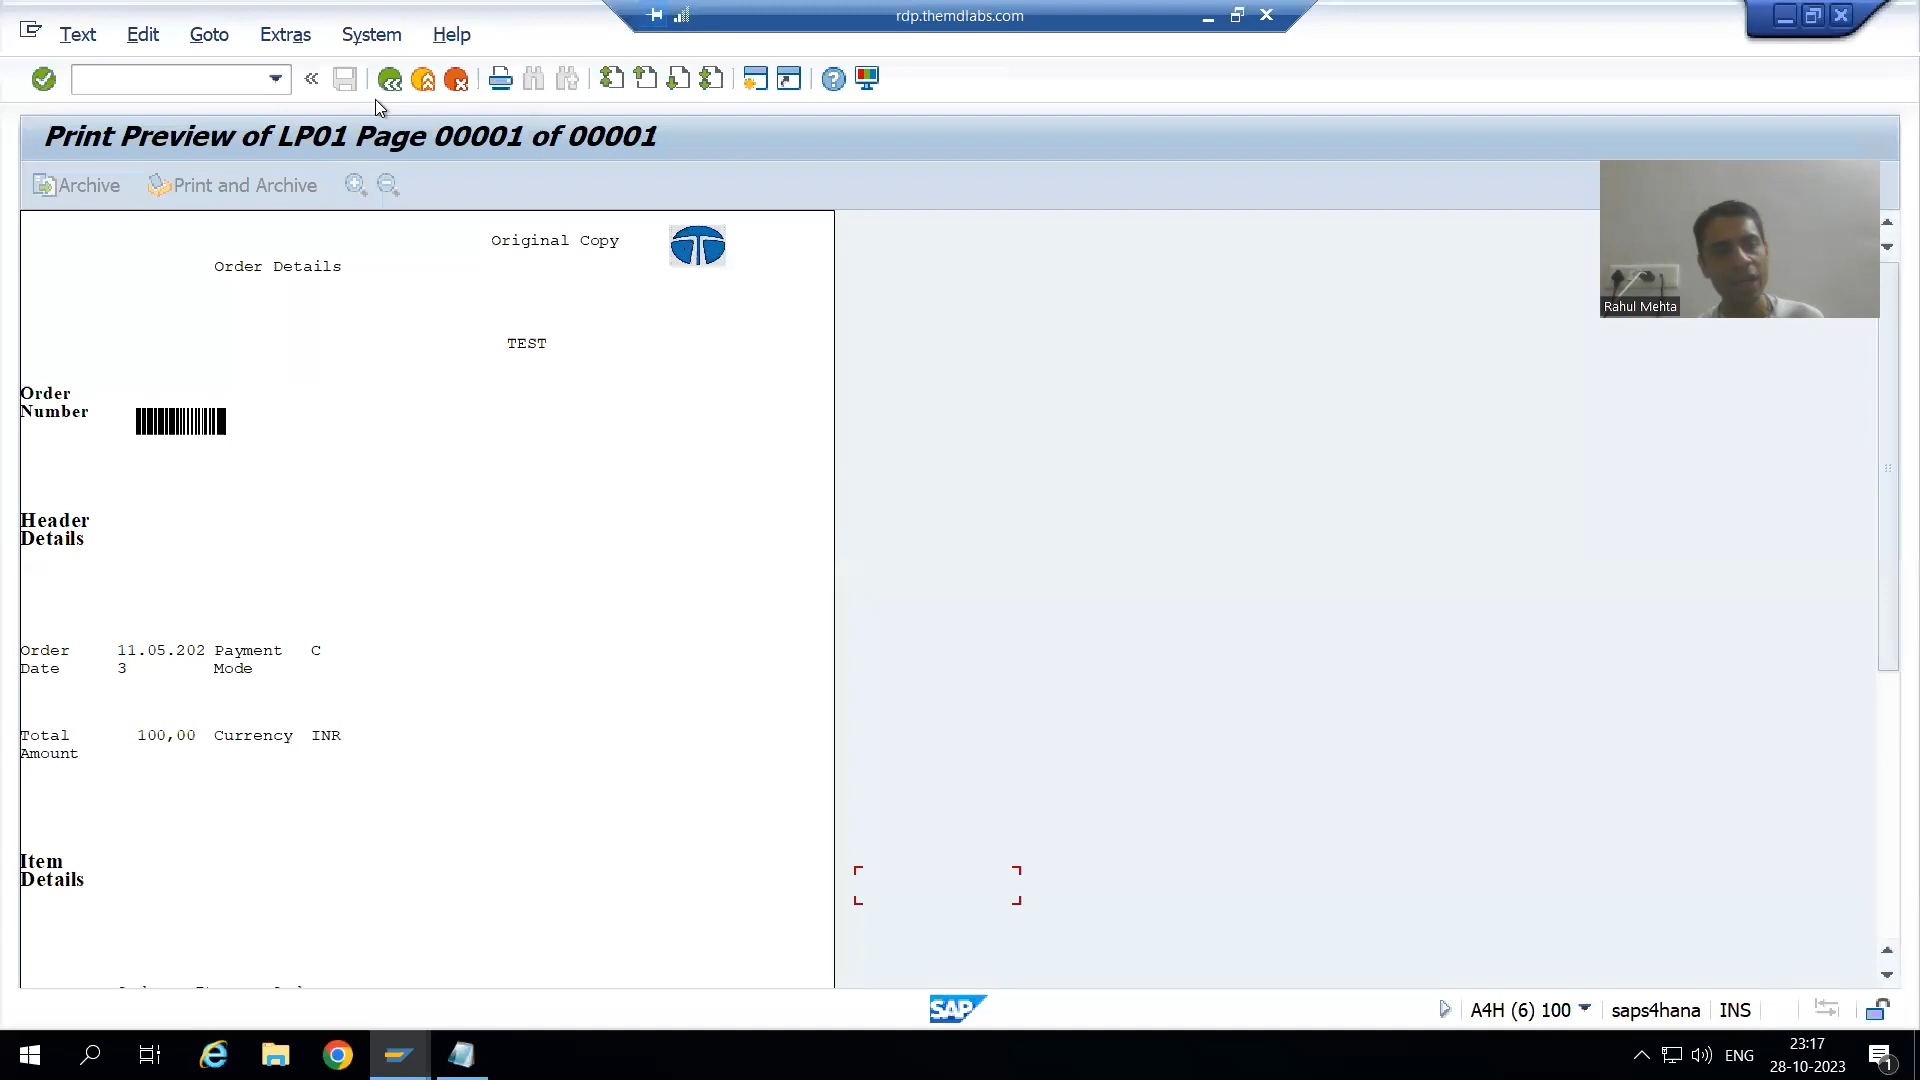 rdp.themdlabs.com
Text Edit Goto Extras System Help
Print Preview of LP01 Page 00001 of 00001
Archive Print and Archive
Original Copy
Order Details
TEST
Rahul Mehta
Order
Number
Header
Details
Order 11.05.202 Payment C
Date 3 Mode
Total 100,00 Currency INR
Amount
Item
Details
SAP
A4H (6) 100 saps4hana INS
23:17
ENG
28-10-2023
1